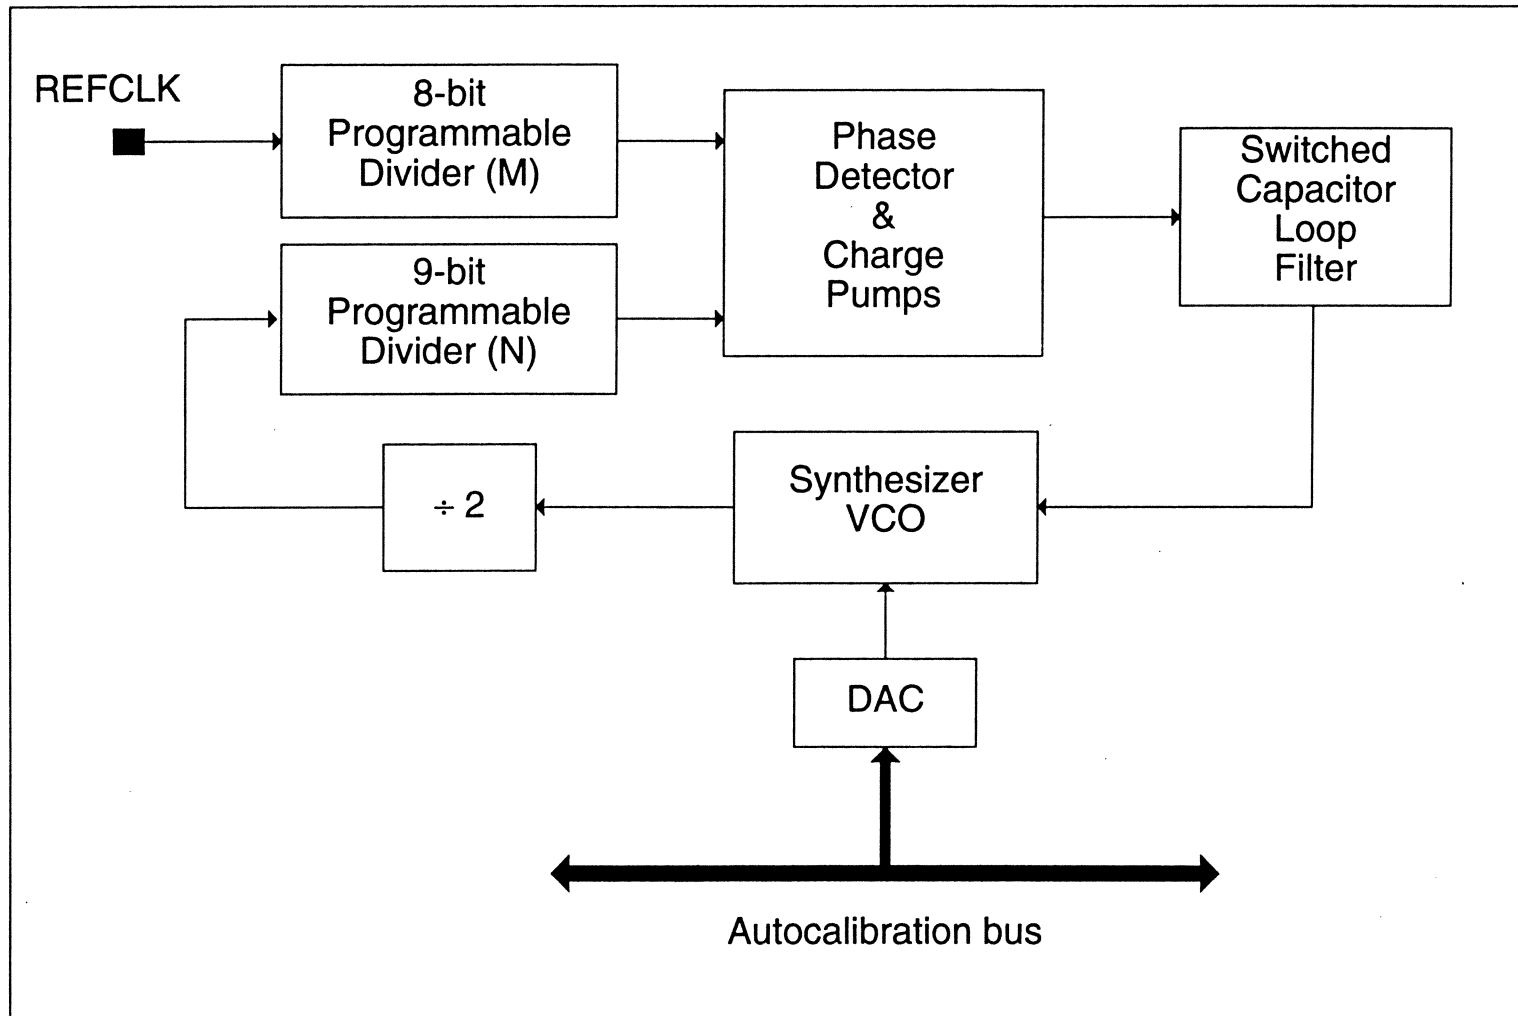 REFCLK
8-bit
Programmable
Divider (M)
Phase
Detector
&
Charge
Pumps
Switched
Capacitor
Loop
Filter
9-bit
Programmable
Divider (N)
÷ 2
Synthesizer
VCO
DAC
Autocalibration bus